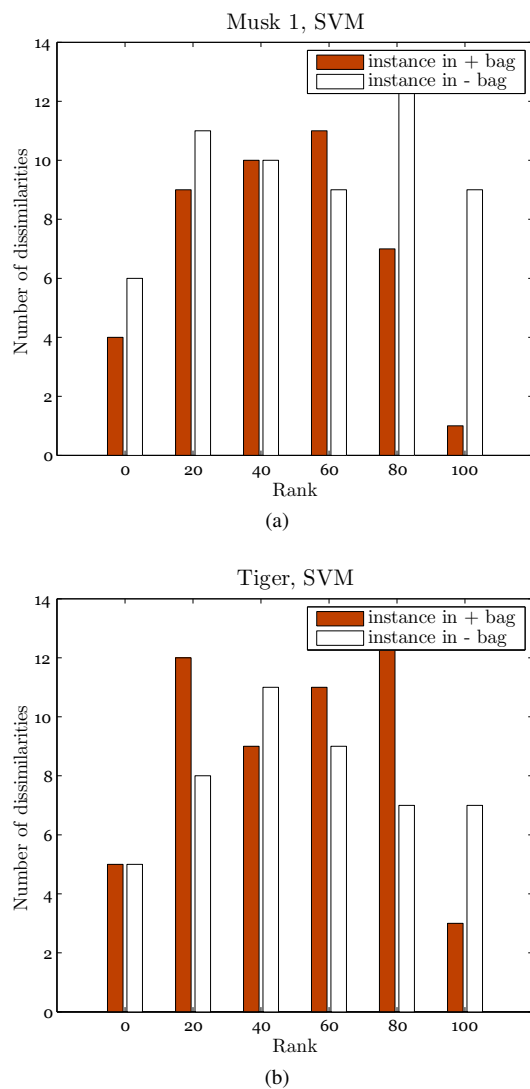 Musk 1, SVM
14
12
10
8
6
4
2
0
Number of dissimilarities
instance in + bag
instance in - bag
0 20 40 60 80 100
Rank
(a)
Tiger, SVM
14
12
10
8
6
4
2
0
Number of dissimilarities
instance in + bag
instance in - bag
0 20 40 60 80 100
Rank
(b)